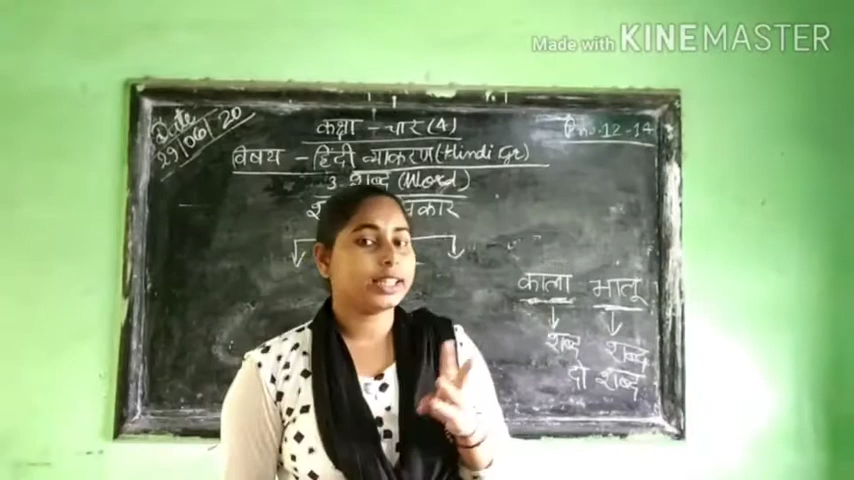 Made with KINEMASTER
Date
29/06/20
कक्षा - चार (4)
P.no. 12-14
विषय - हिंदी व्याकरण (Hindi Gr)
3. शब्द (Word)
काला भालू
शब्द शब्द
दो शब्द